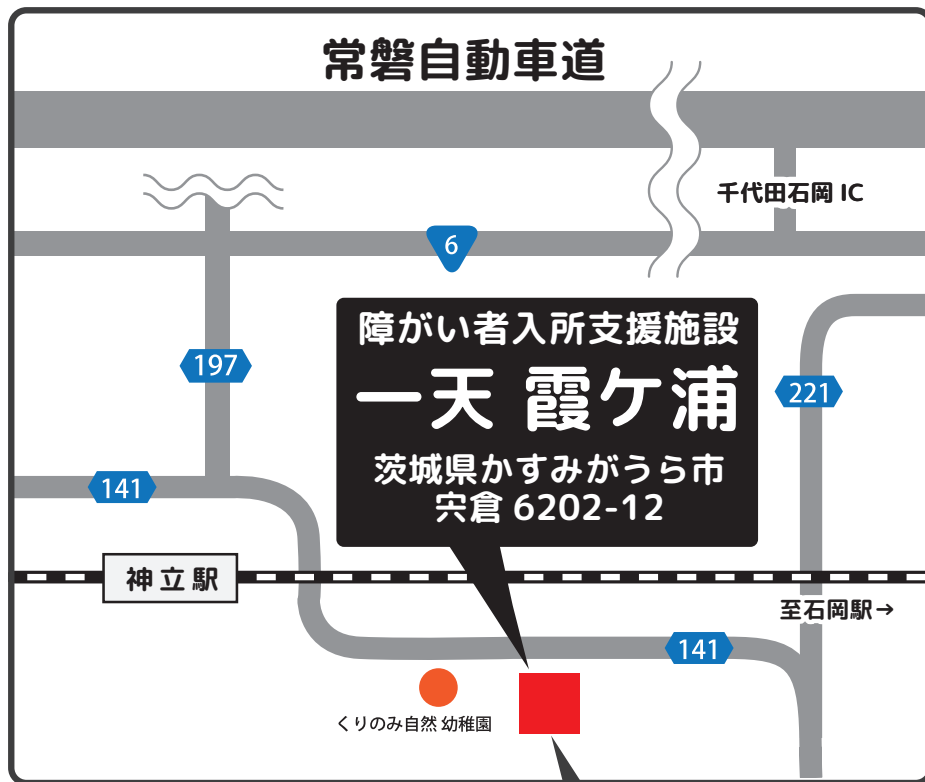 常磐自動車道
千代田石岡 IC
6
障がい者入所支援施設
一天 霞ケ浦
茨城県かすみがうら市
宍倉 6202-12
197
221
141
神立駅
至石岡駅→
141
くりのみ自然 幼稚園